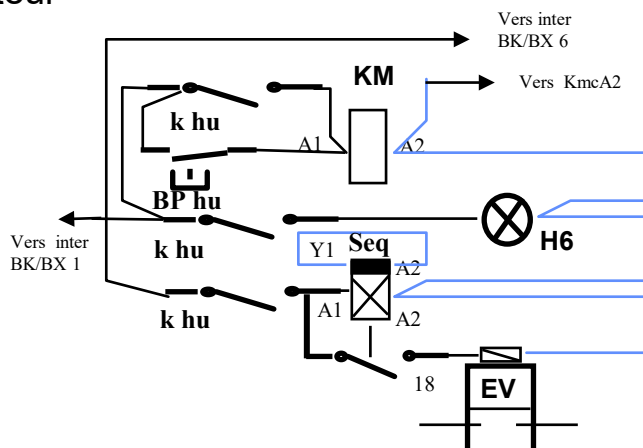 Vers inter
BK/BX 6
KM
Vers KmcA2
k hu
A1
A2
BP hu
Vers inter
BK/BX 1
k hu
H6
Y1
Seq
A2
k hu
A1
A2
18
EV